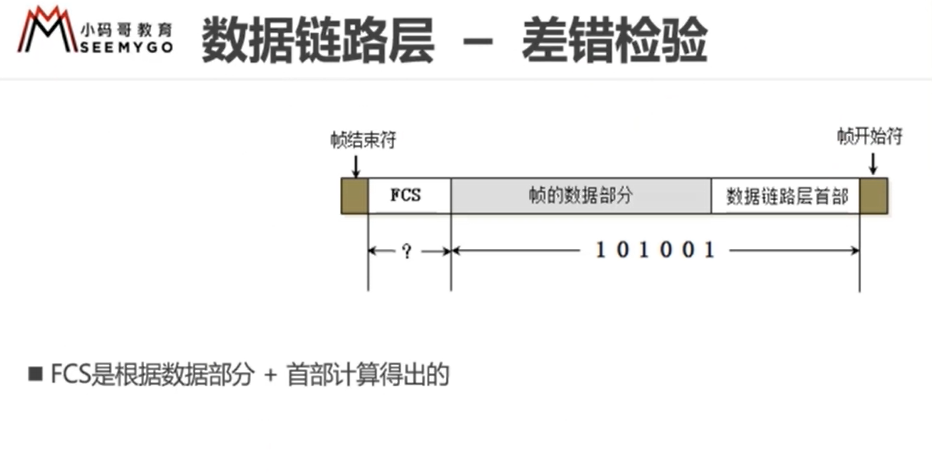 小码哥教育
SEEMYGO
数据链路层 － 差错检验
帧结束符
帧开始符
FCS
帧的数据部分
数据链路层首部
?
1 0 1 0 0 1
■ FCS是根据数据部分 + 首部计算得出的